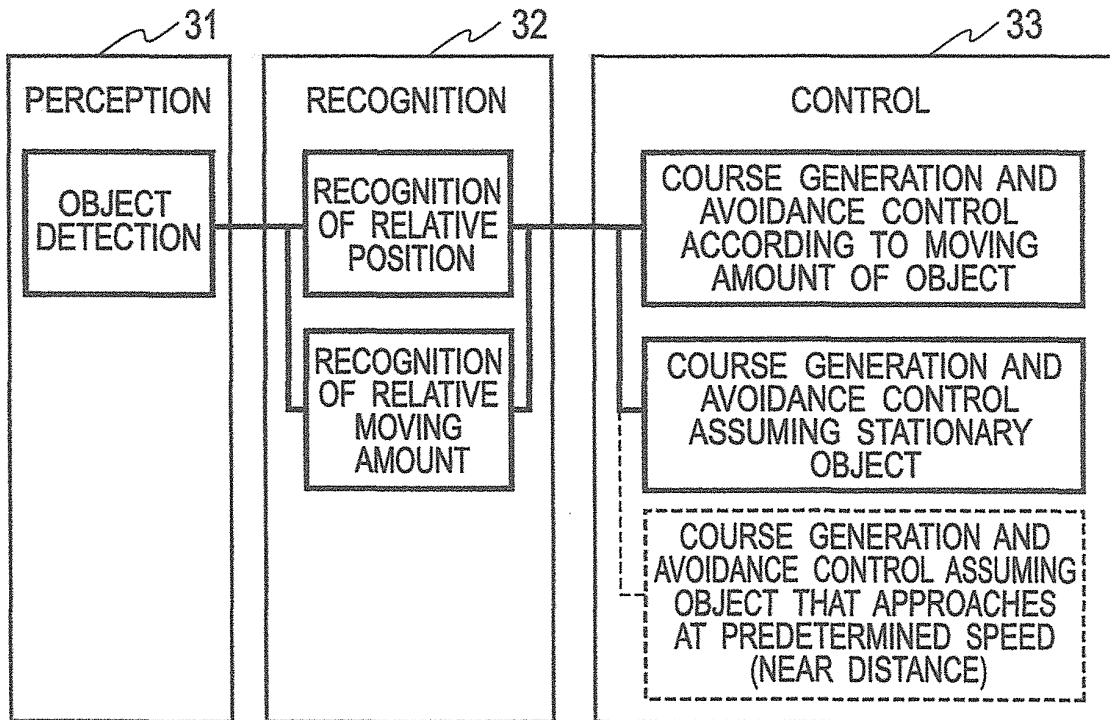 31
32
33
PERCEPTION
RECOGNITION
CONTROL
OBJECT
DETECTION
RECOGNITION
OF RELATIVE
POSITION
COURSE GENERATION AND
AVOIDANCE CONTROL
ACCORDING TO MOVING
AMOUNT OF OBJECT
RECOGNITION
OF RELATIVE
MOVING
AMOUNT
COURSE GENERATION AND
AVOIDANCE CONTROL
ASSUMING STATIONARY
OBJECT
COURSE GENERATION AND
AVOIDANCE CONTROL ASSUMING
OBJECT THAT APPROACHES
AT PREDETERMINED SPEED
(NEAR DISTANCE)